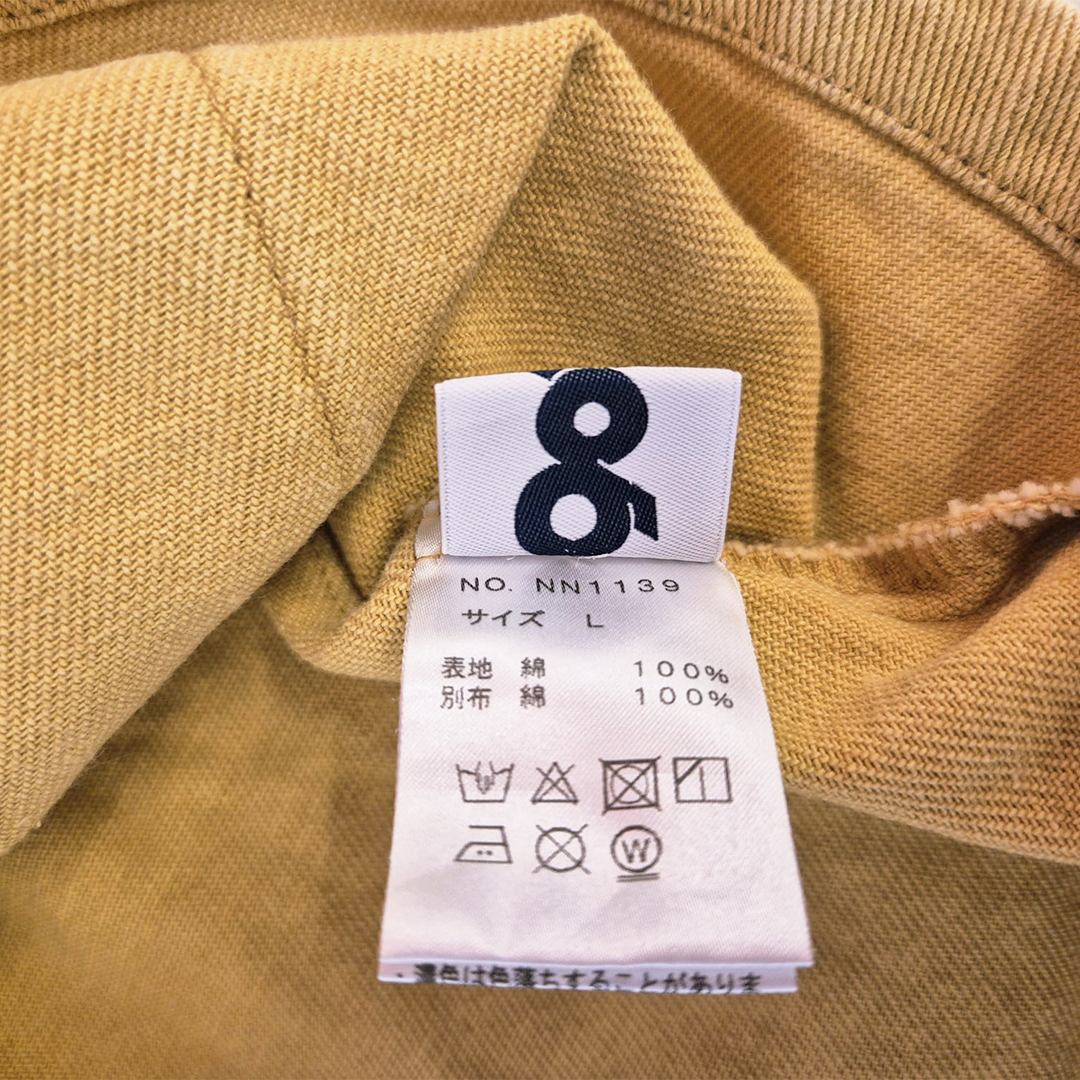 g
NO. NN1139
サイズ L
表地 綿 100%
別布 綿 100%
W
・濃色は色落ちすることがありま